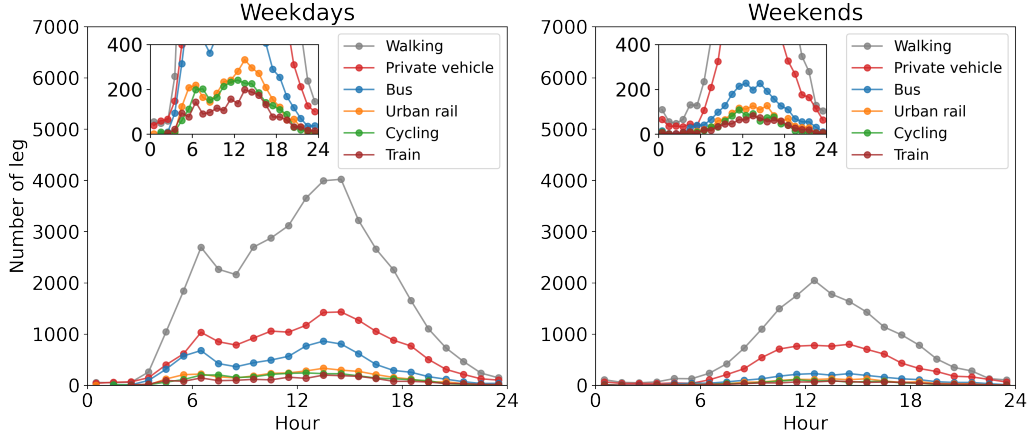 Weekdays
7000
6000
5000
4000
3000
2000
1000
0
0
6
12
18
24
Number of leg
Hour
400
200
0
0
6
12
18
24
Walking
Private vehicle
Bus
Urban rail
Cycling
Train
Weekends
7000
6000
5000
4000
3000
2000
1000
0
0
6
12
18
24
Hour
400
200
0
0
6
12
18
24
Walking
Private vehicle
Bus
Urban rail
Cycling
Train